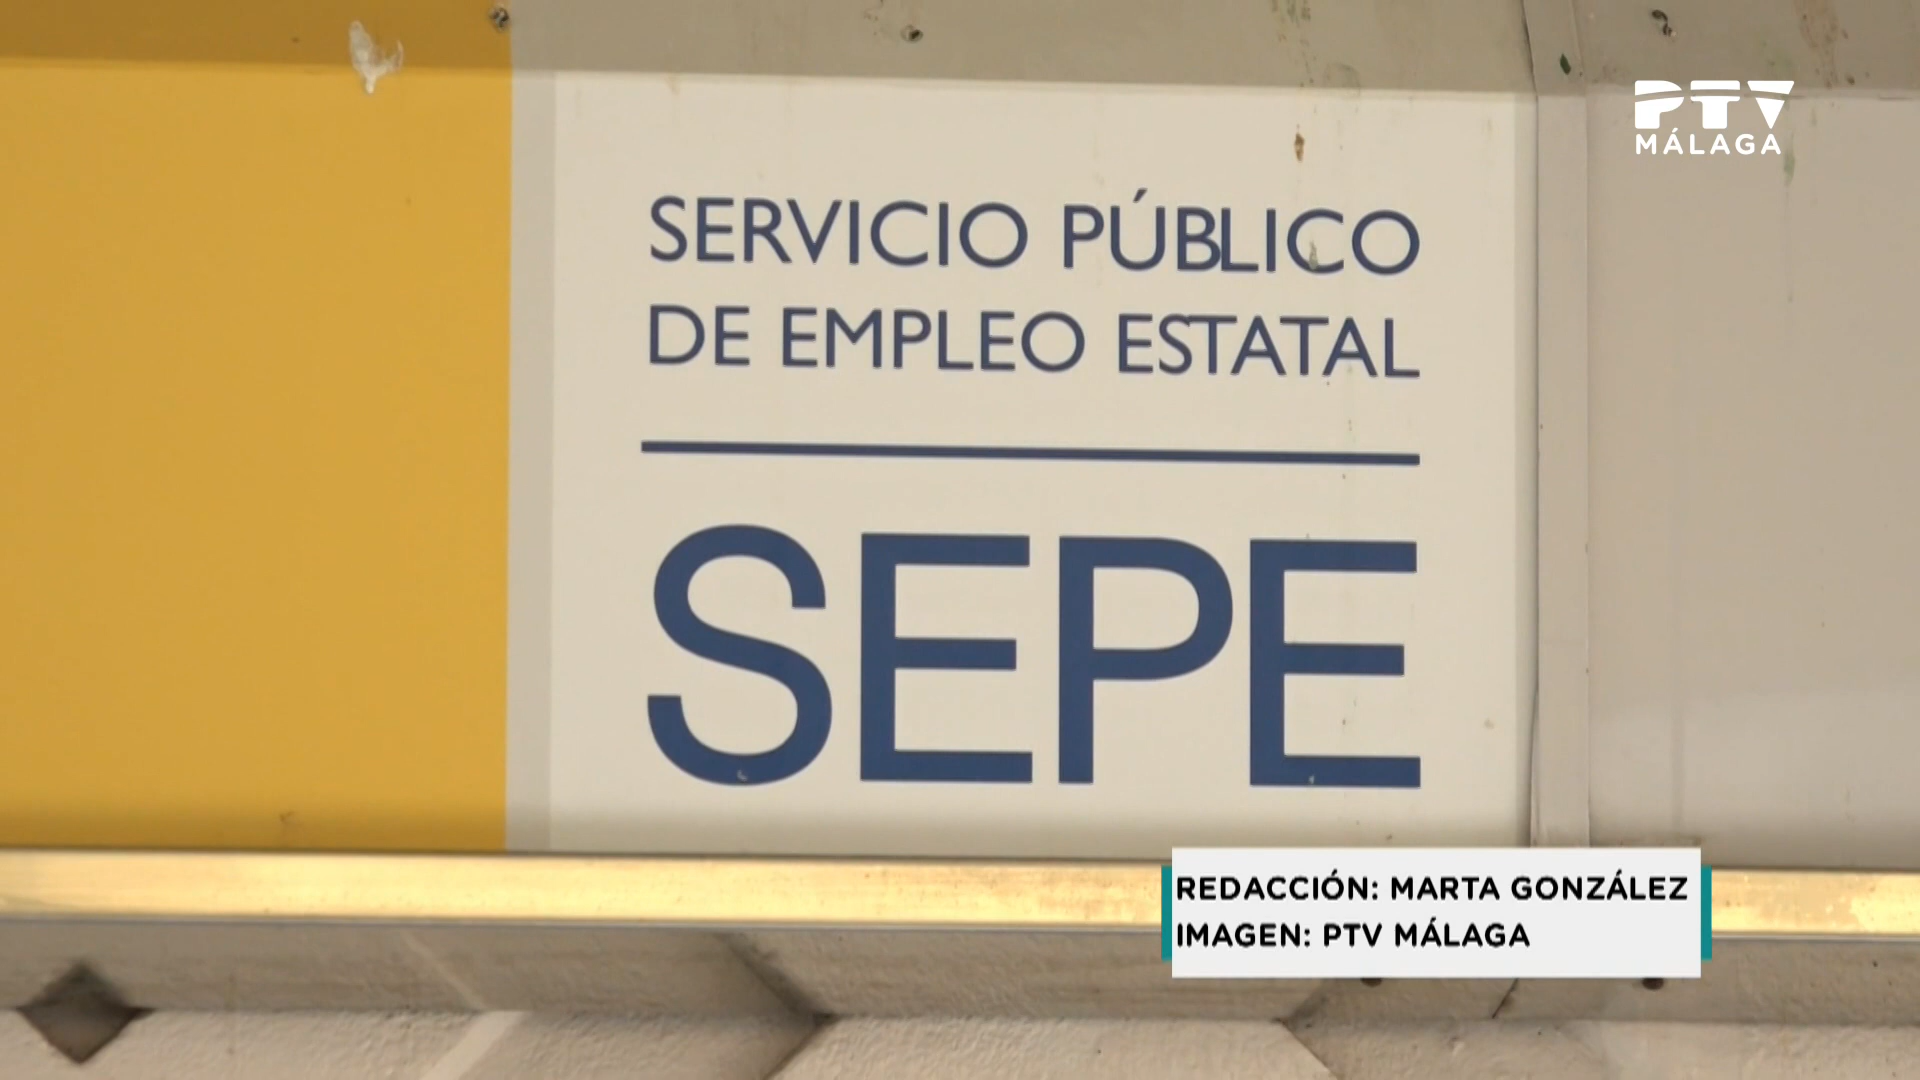 PTV
MÁLAGA
SERVICIO PÚBLICO
DE EMPLEO ESTATAL
SEPE
REDACCIÓN: MARTA GONZÁLEZ
IMAGEN: PTV MÁLAGA